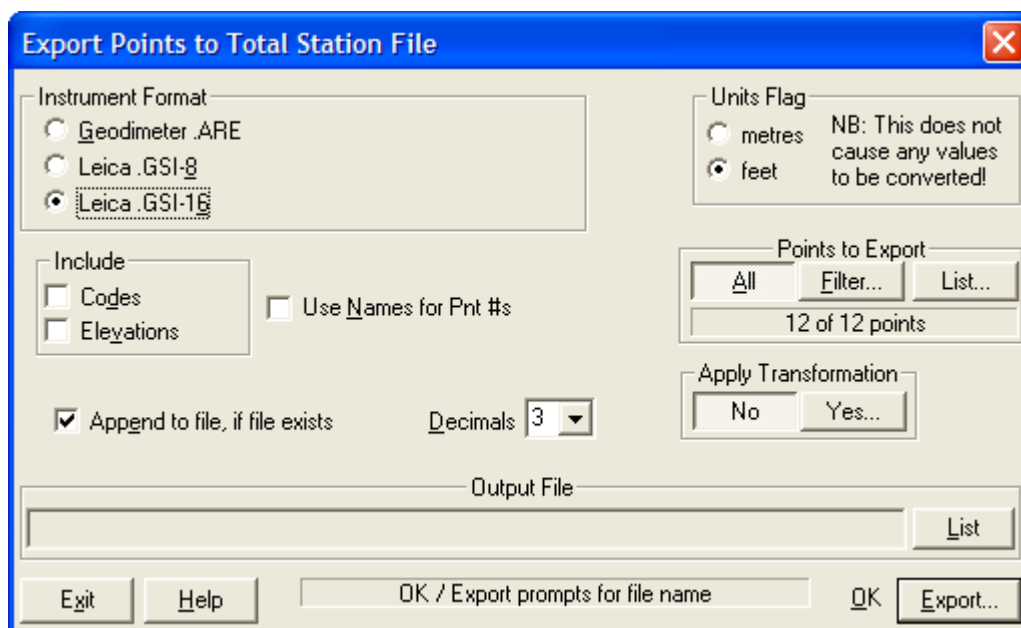 Export Points to Total Station File
Instrument Format
Geodimeter .ARE
Leica .GSI-8
Leica .GSI-16
Units Flag
metres
feet
NB: This does not
cause any values
to be converted!
Include
Codes
Elevations
Use Names for Pnt #s
Points to Export
All Filter... List...
12 of 12 points
Apply Transformation
No Yes...
Append to file, if file exists
Decimals 3
Output File
List
Exit Help OK / Export prompts for file name OK Export...